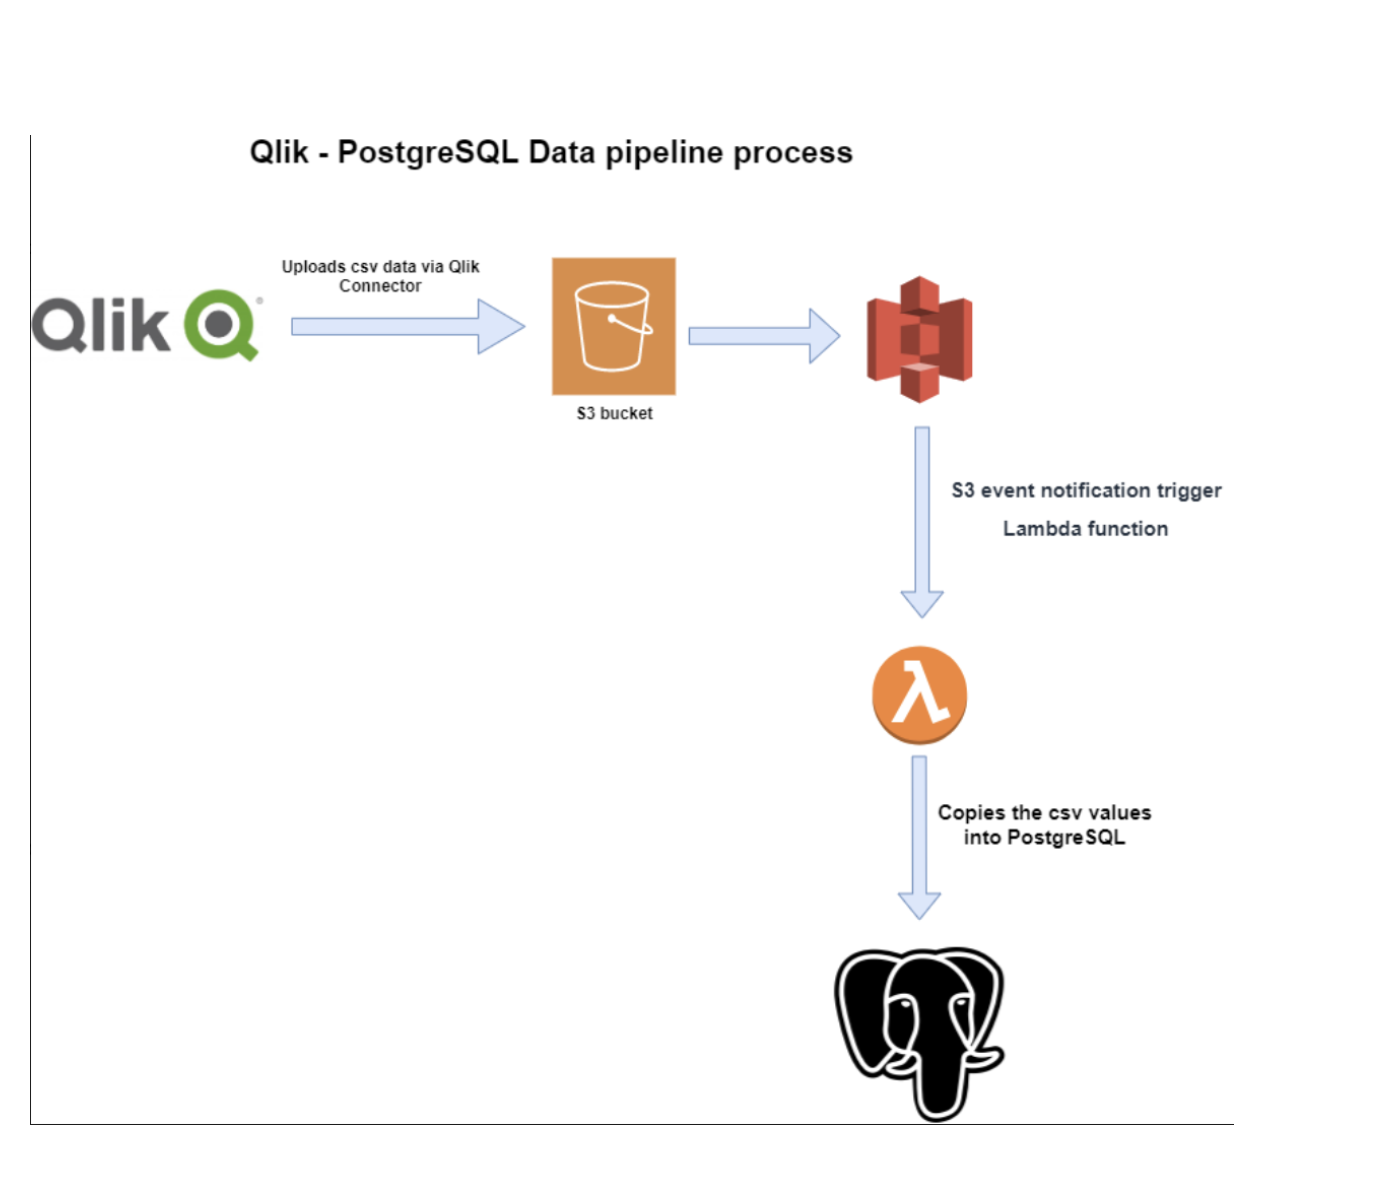 Qlik - PostgreSQL Data pipeline process
Uploads csv data via Qlik
Connector
Qlik
®
S3 bucket
S3 event notification trigger
Lambda function
λ
Copies the csv values
into PostgreSQL